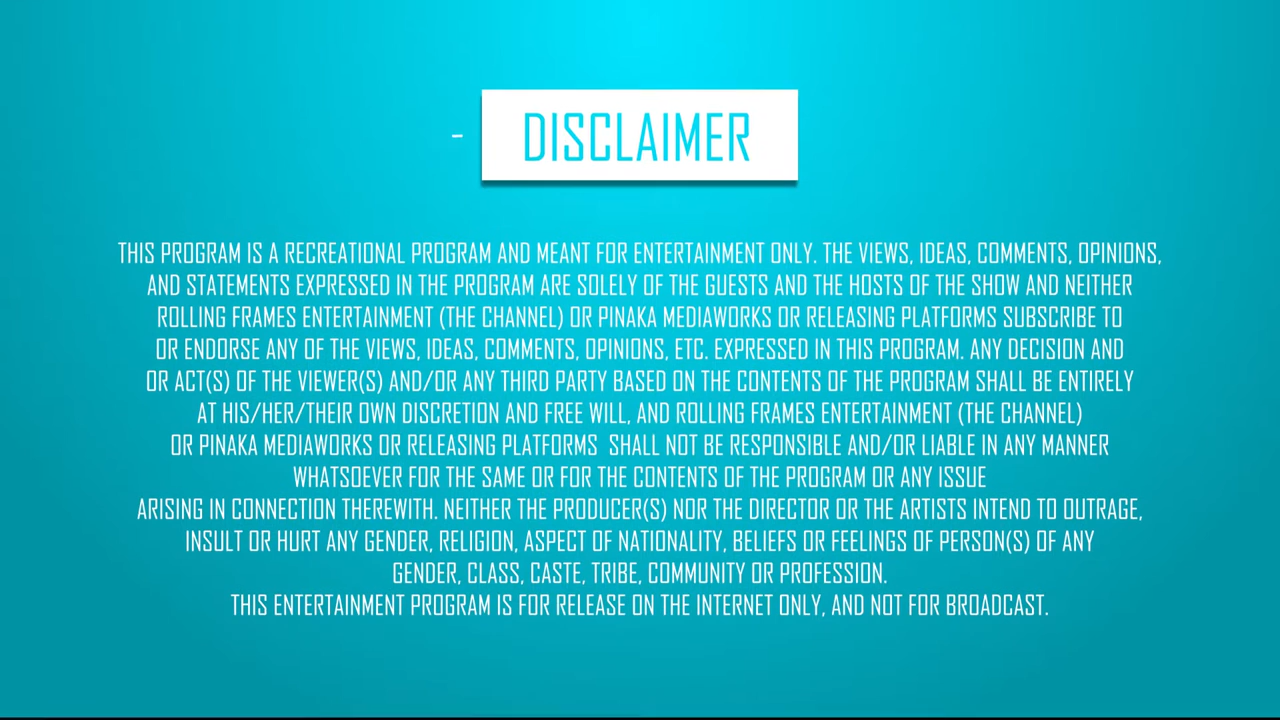 - DISCLAIMER
THIS PROGRAM IS A RECREATIONAL PROGRAM AND MEANT FOR ENTERTAINMENT ONLY. THE VIEWS, IDEAS, COMMENTS, OPINIONS,
AND STATEMENTS EXPRESSED IN THE PROGRAM ARE SOLELY OF THE GUESTS AND THE HOSTS OF THE SHOW AND NEITHER
ROLLING FRAMES ENTERTAINMENT (THE CHANNEL) OR PINAKA MEDIAWORKS OR RELEASING PLATFORMS SUBSCRIBE TO
OR ENDORSE ANY OF THE VIEWS, IDEAS, COMMENTS, OPINIONS, ETC. EXPRESSED IN THIS PROGRAM. ANY DECISION AND
OR ACT(S) OF THE VIEWER(S) AND/OR ANY THIRD PARTY BASED ON THE CONTENTS OF THE PROGRAM SHALL BE ENTIRELY
AT HIS/HER/THEIR OWN DISCRETION AND FREE WILL, AND ROLLING FRAMES ENTERTAINMENT (THE CHANNEL)
OR PINAKA MEDIAWORKS OR RELEASING PLATFORMS SHALL NOT BE RESPONSIBLE AND/OR LIABLE IN ANY MANNER
WHATSOEVER FOR THE SAME OR FOR THE CONTENTS OF THE PROGRAM OR ANY ISSUE
ARISING IN CONNECTION THEREWITH. NEITHER THE PRODUCER(S) NOR THE DIRECTOR OR THE ARTISTS INTEND TO OUTRAGE,
INSULT OR HURT ANY GENDER, RELIGION, ASPECT OF NATIONALITY, BELIEFS OR FEELINGS OF PERSON(S) OF ANY
GENDER, CLASS, CASTE, TRIBE, COMMUNITY OR PROFESSION.
THIS ENTERTAINMENT PROGRAM IS FOR RELEASE ON THE INTERNET ONLY, AND NOT FOR BROADCAST.